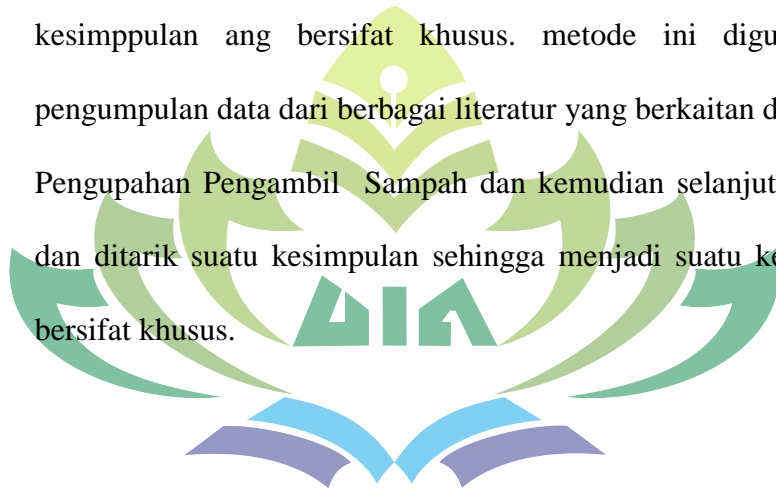 kesimppulan ang bersifat khusus. metode ini digu
pengumpulan data dari berbagai literatur yang berkaitan d
Pengupahan Pengambil Sampah dan kemudian selanjut
dan ditarik suatu kesimpulan sehingga menjadi suatu ke
bersifat khusus.
UIN